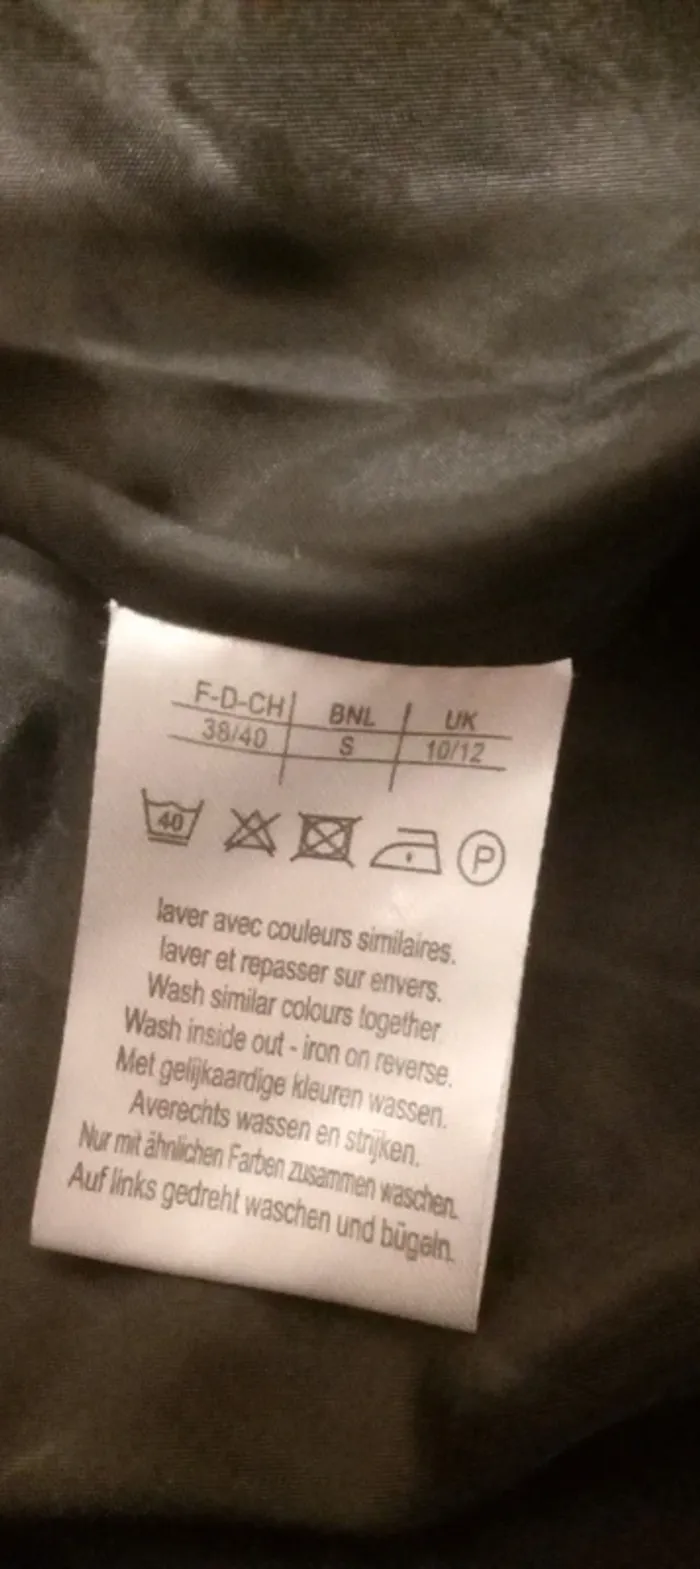 F-D-CH BNL UK
38/40 S 10/12
40 P
laver avec couleurs similaires.
laver et repasser sur envers.
Wash similar colours together
Wash inside out - iron on reverse.
Met gelijkaardige kleuren wassen.
Averechts wassen en strijken.
Nur mit ähnlichen Farben zusammen waschen.
Auf links gedreht waschen und bügeln.